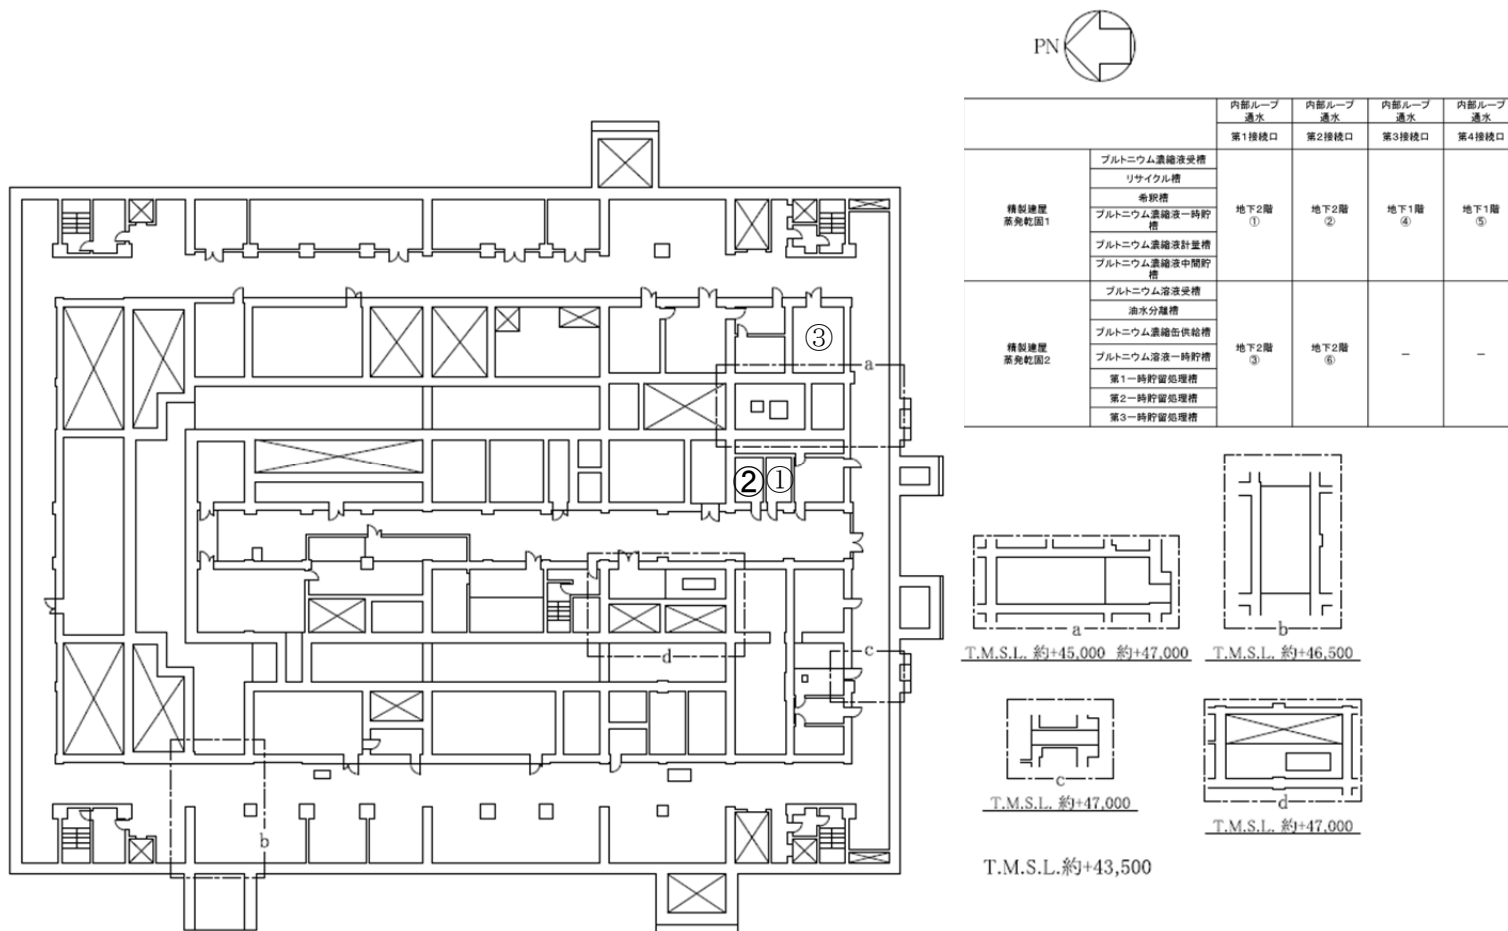 PN
内部ループ
通水
内部ループ
通水
内部ループ
通水
内部ループ
通水
第1接続口
第2接続口
第3接続口
第4接続口
精製建屋
蒸発乾固1
プルトニウム濃縮液受槽
リサイクル槽
希釈槽
プルトニウム濃縮液一時貯
槽
プルトニウム濃縮液計量槽
プルトニウム濃縮液中間貯
槽
地下2階
①
地下2階
②
地下1階
④
地下1階
⑤
精製建屋
蒸発乾固2
プルトニウム溶液受槽
油水分離槽
プルトニウム濃縮缶供給槽
プルトニウム溶液一時貯槽
第1一時貯留処理槽
第2一時貯留処理槽
第3一時貯留処理槽
地下2階
③
地下2階
⑥
－
－
③
a
② ①
d
c
b
a
T.M.S.L. 約+45,000 約+47,000
b
T.M.S.L. 約+46,500
c
T.M.S.L. 約+47,000
d
T.M.S.L. 約+47,000
T.M.S.L.約+43,500